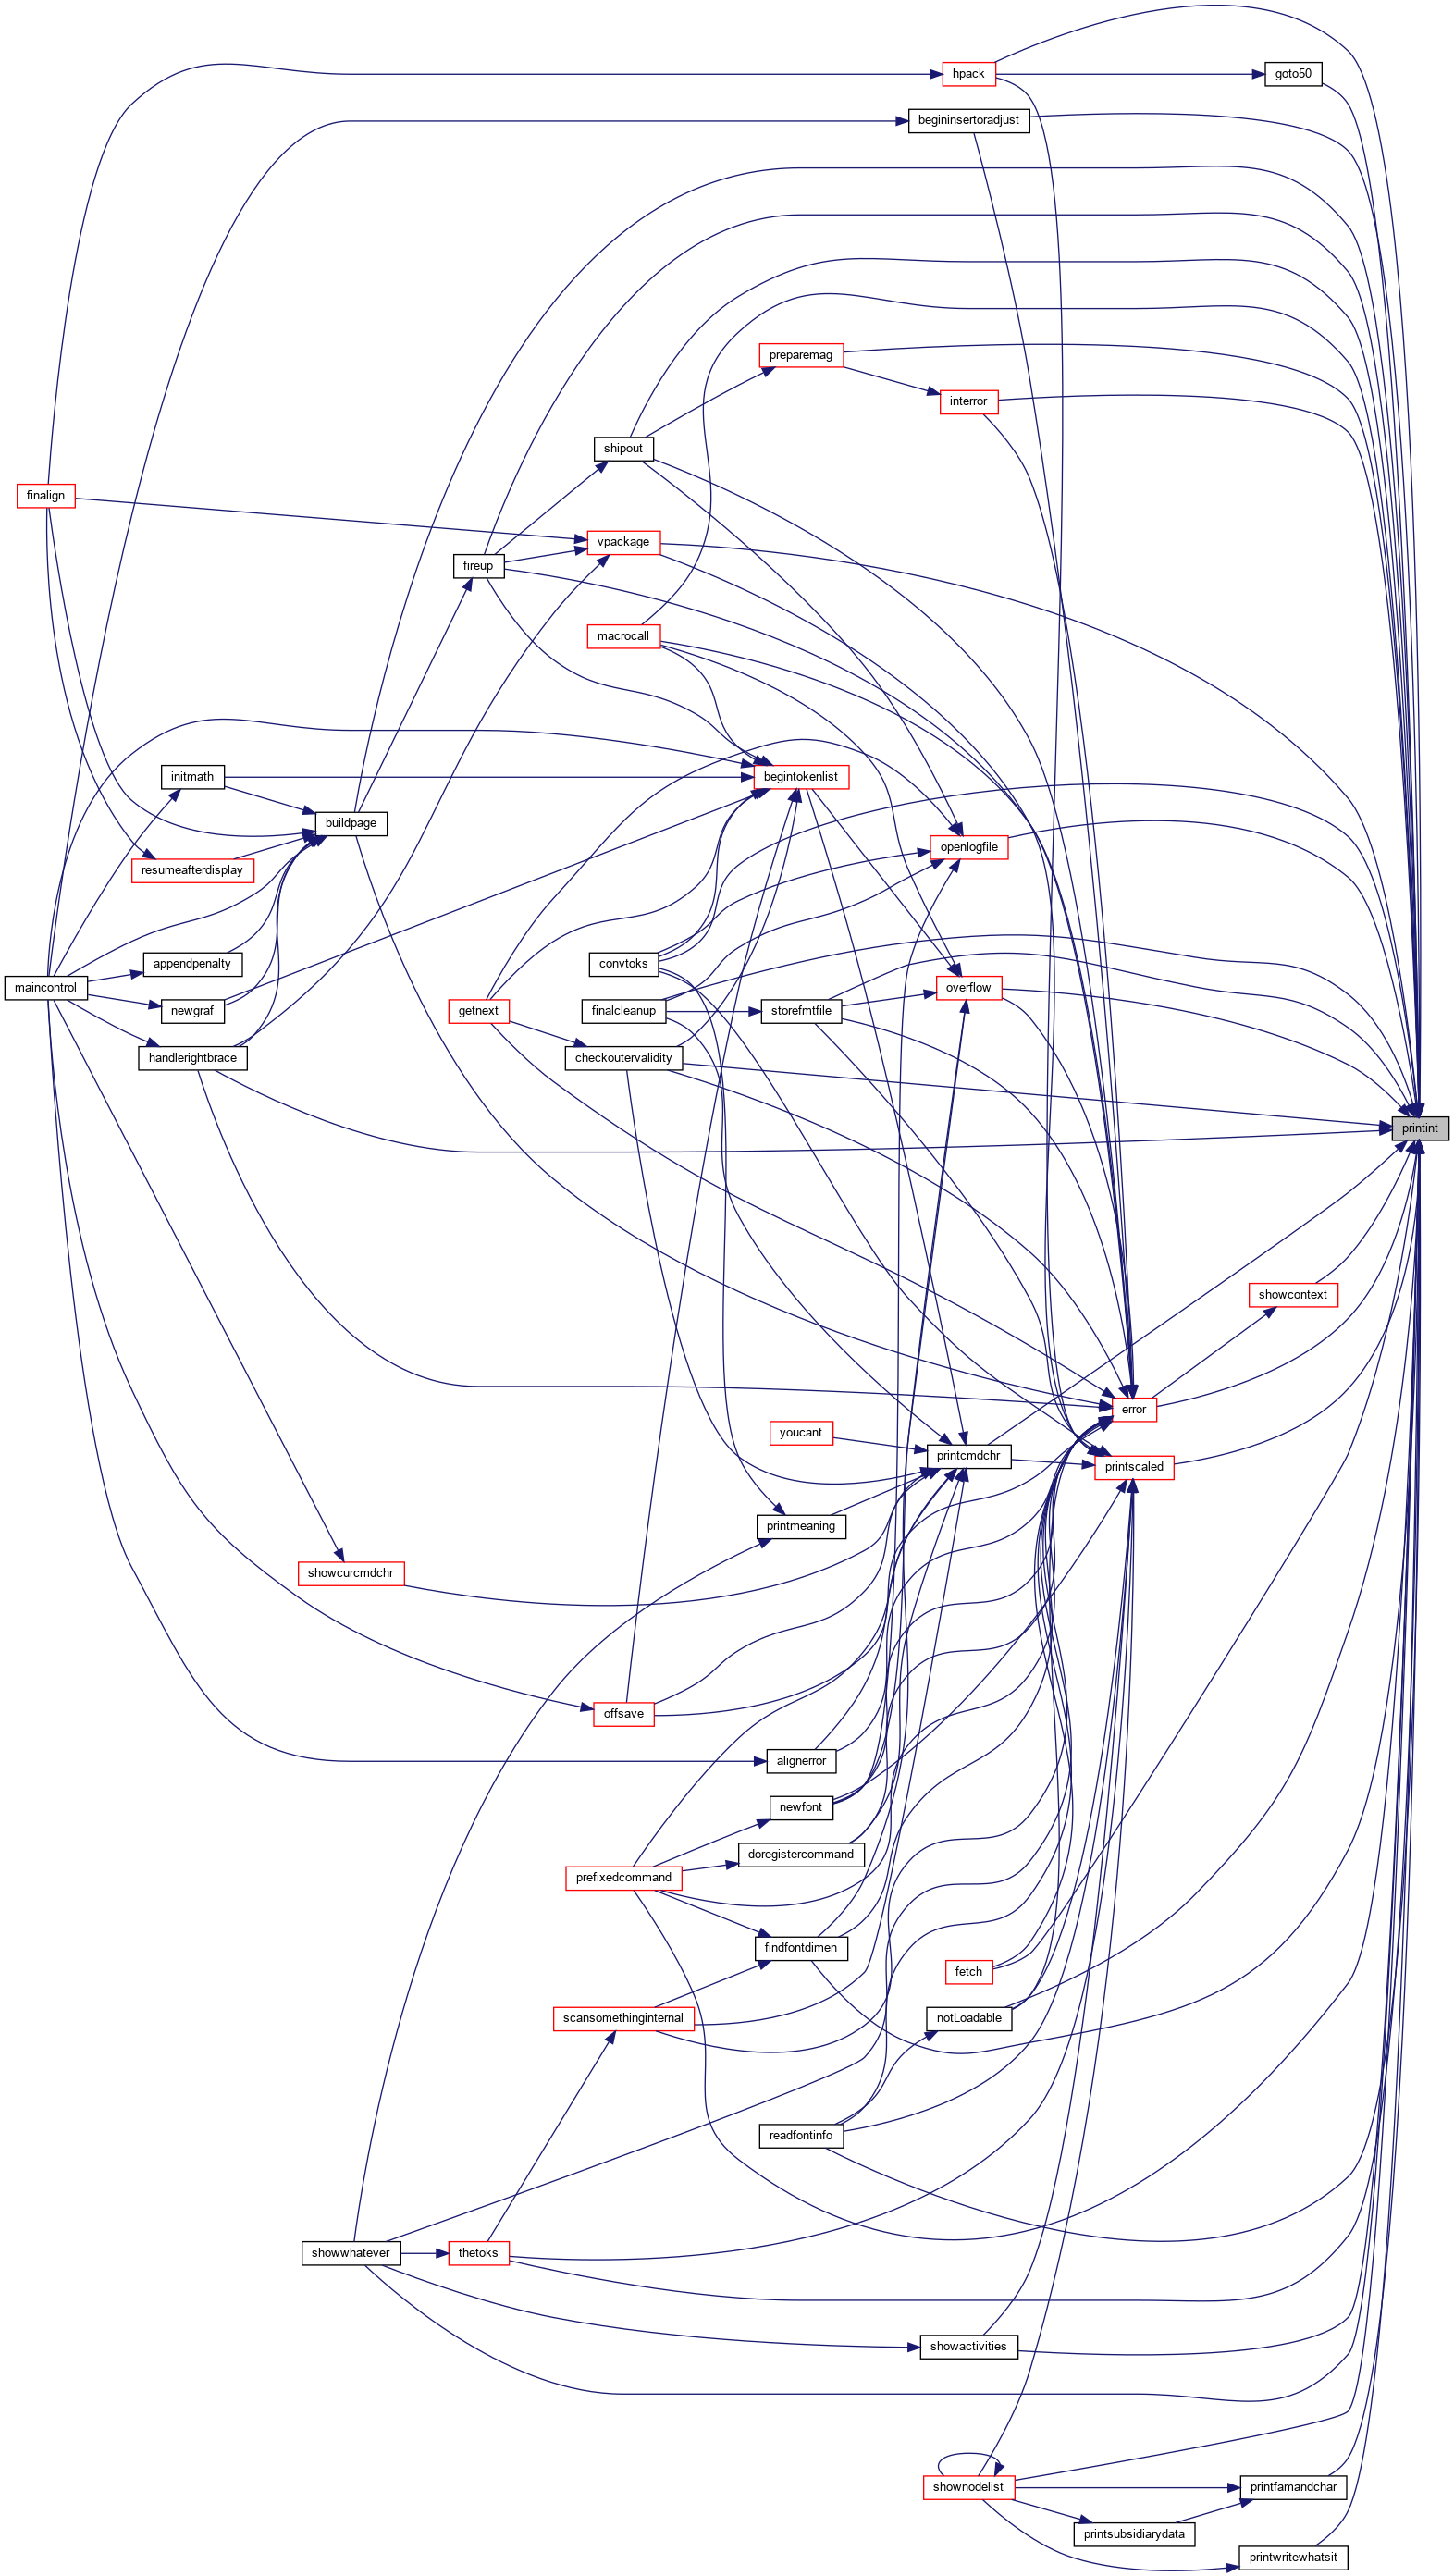 hpack
goto50
begininsertoradjust
preparemag
interror
shipout
finalign
vpackage
fireup
macrocall
initmath
begintokenlist
buildpage
openlogfile
resumeafterdisplay
appendpenalty
convtoks
maincontrol
overflow
newgraf
getnext
finalcleanup
storefmtfile
handlerightbrace
checkoutervalidity
printint
showcontext
error
youcant
printcmdchr
printscaled
printmeaning
showcurcmdchr
offsave
alignerror
newfont
doregistercommand
prefixedcommand
findfontdimen
fetch
scansomethinginternal
notLoadable
readfontinfo
showwhatever
thetoks
showactivities
shownodelist
printfamandchar
printsubsidiarydata
printwritewhatsit